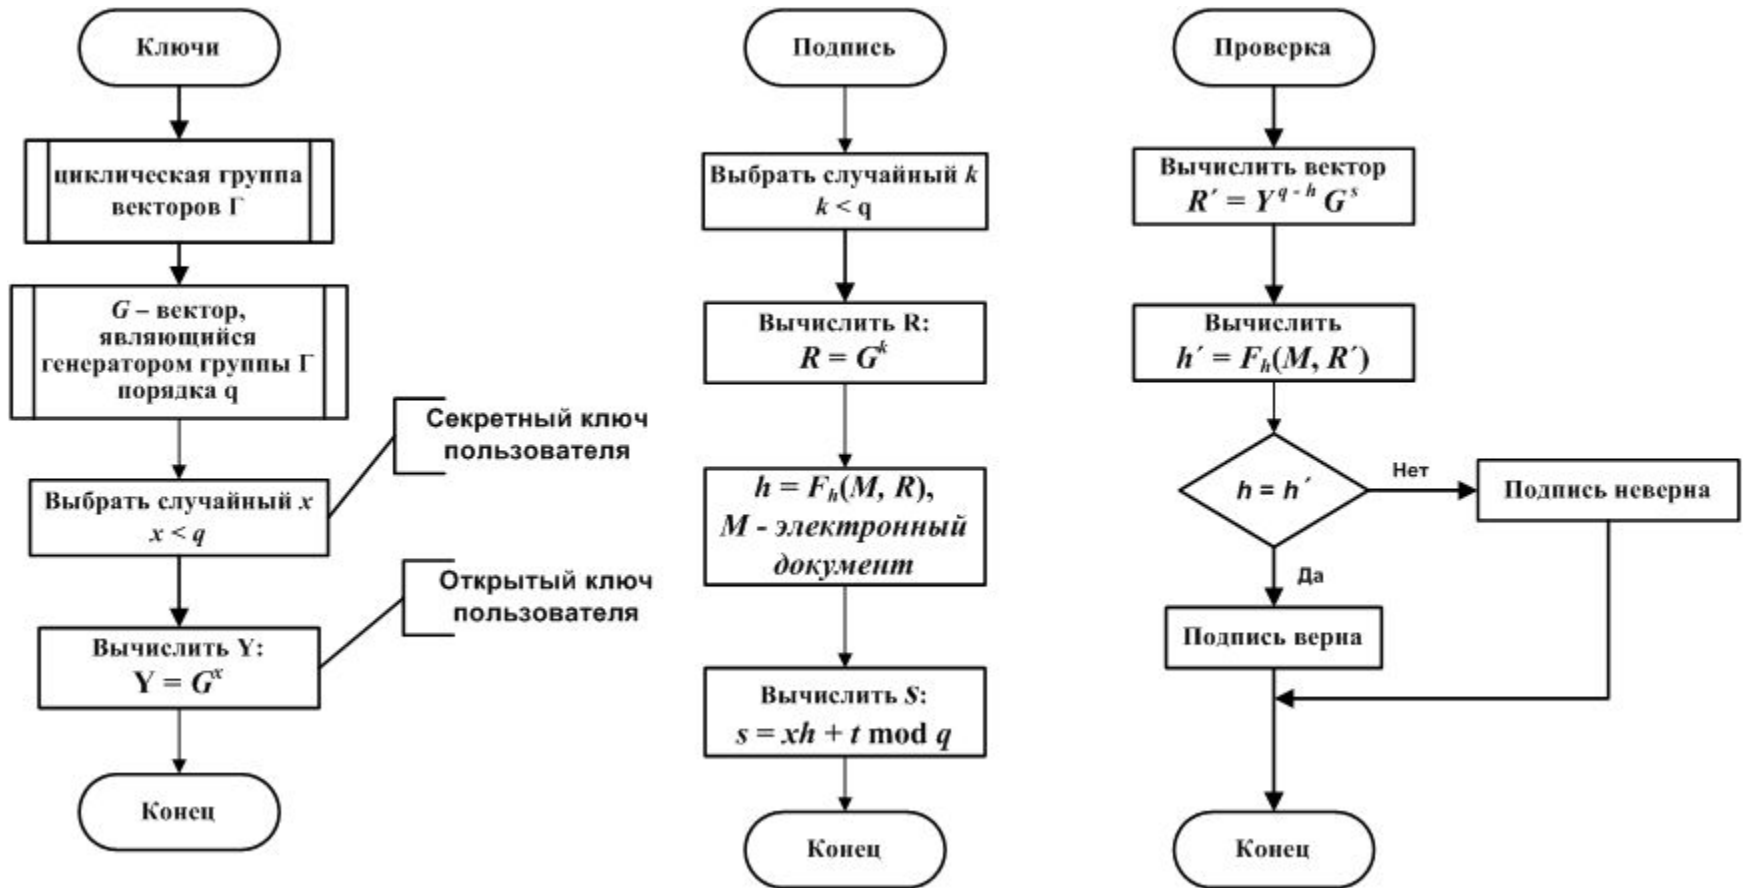 Ключи
циклическая группа
векторов Г
G – вектор,
являющийся
генератором группы Г
порядка q
Секретный ключ
пользователя
Выбрать случайный x
x < q
Открытый ключ
пользователя
Вычислить Y:
Y = G^x
Конец
Подпись
Выбрать случайный k
k < q
Вычислить R:
R = G^k
h = F_h(M, R),
M - электронный
документ
Вычислить S:
s = xh + t mod q
Конец
Проверка
Вычислить вектор
R´ = Y^{q - h} G^s
Вычислить
h´ = F_h(M, R´)
h = h´
Нет
Подпись неверна
Да
Подпись верна
Конец